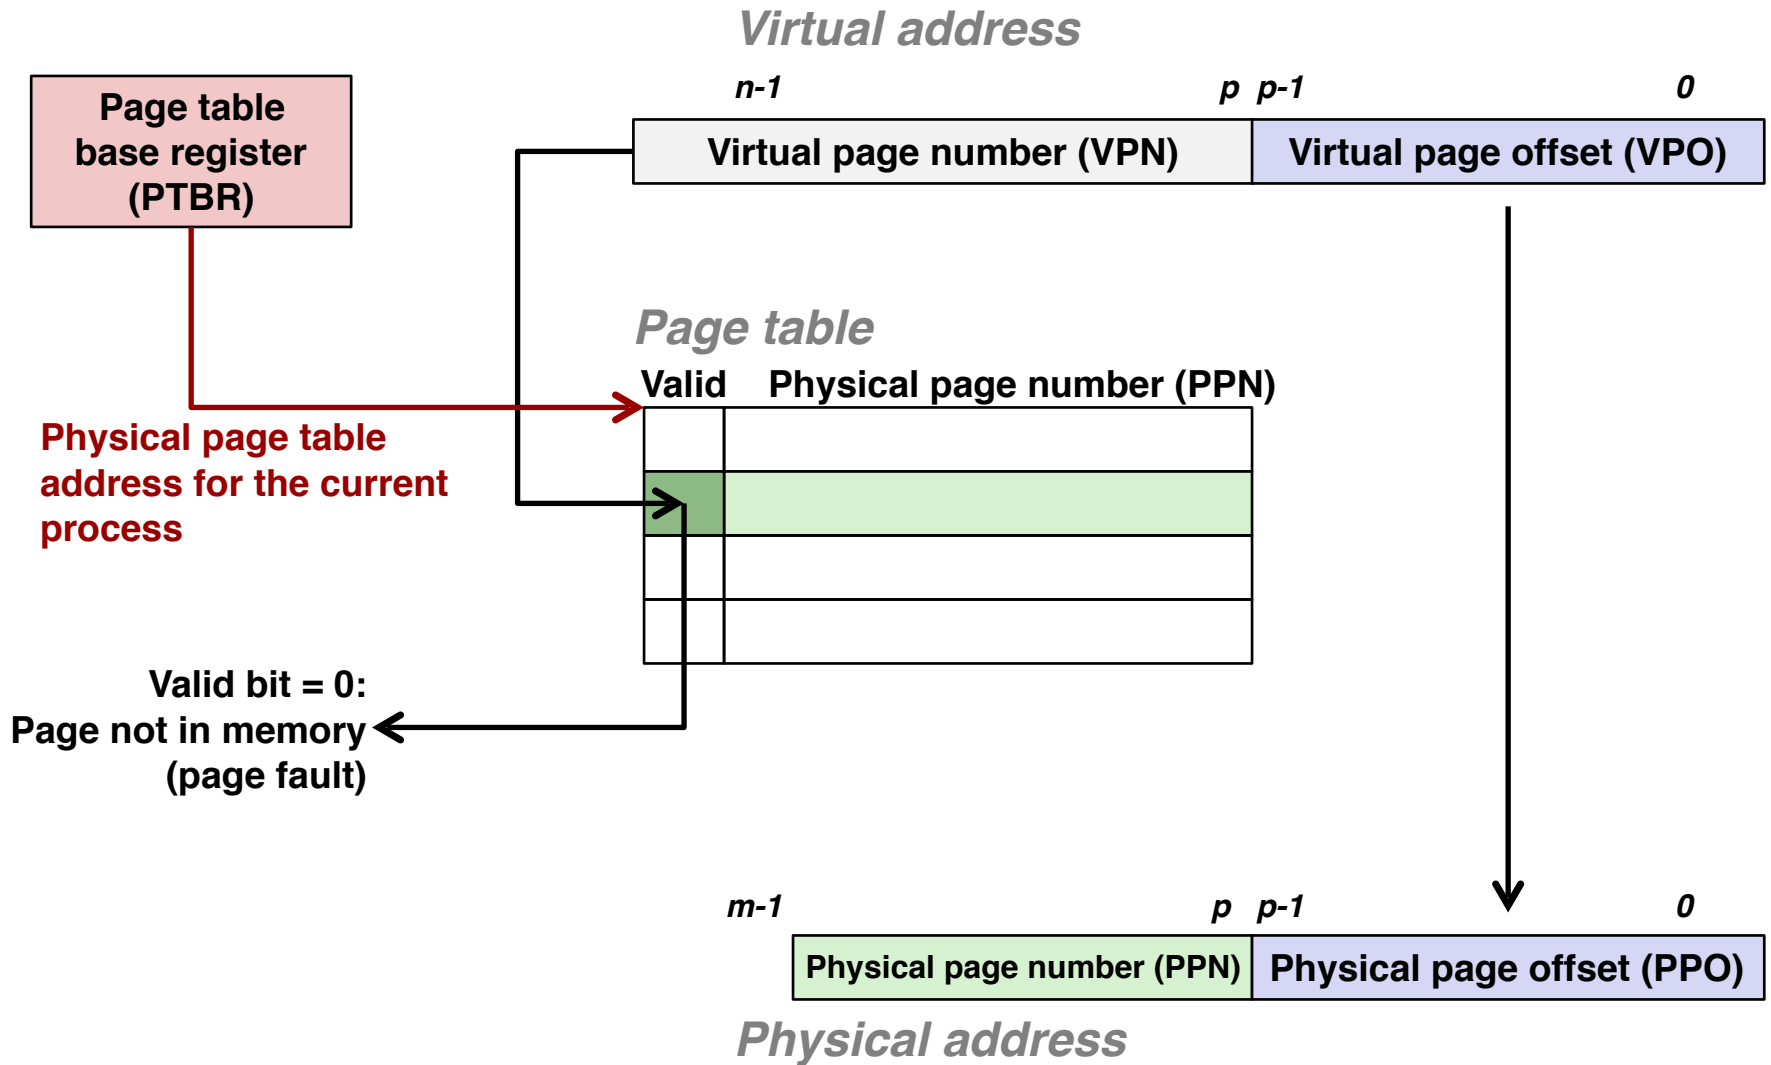 Virtual address
n-1 p p-1 0
Page table
base register
(PTBR)
Virtual page number (VPN) Virtual page offset (VPO)
Page table
Valid Physical page number (PPN)
Physical page table
address for the current
process
Valid bit = 0:
Page not in memory
(page fault)
m-1 p p-1 0
Physical page number (PPN) Physical page offset (PPO)
Physical address